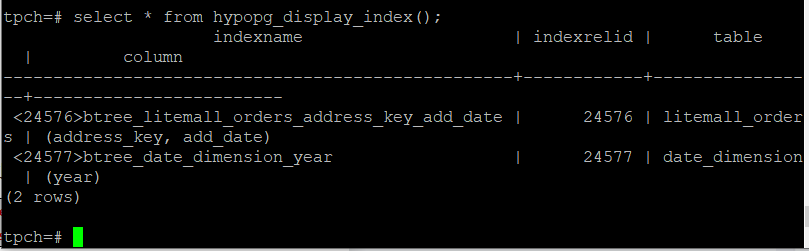 tpch=# select * from hypopg_display_index();
                     indexname                      | indexrelid |      table
  |         column
----------------------------------------------------+------------+---------------
--+-------------------------
 <24576>btree_litemall_orders_address_key_add_date |      24576 | litemall_order
s | (address_key, add_date)
 <24577>btree_date_dimension_year                   |      24577 | date_dimension
  | (year)
(2 rows)
tpch=#